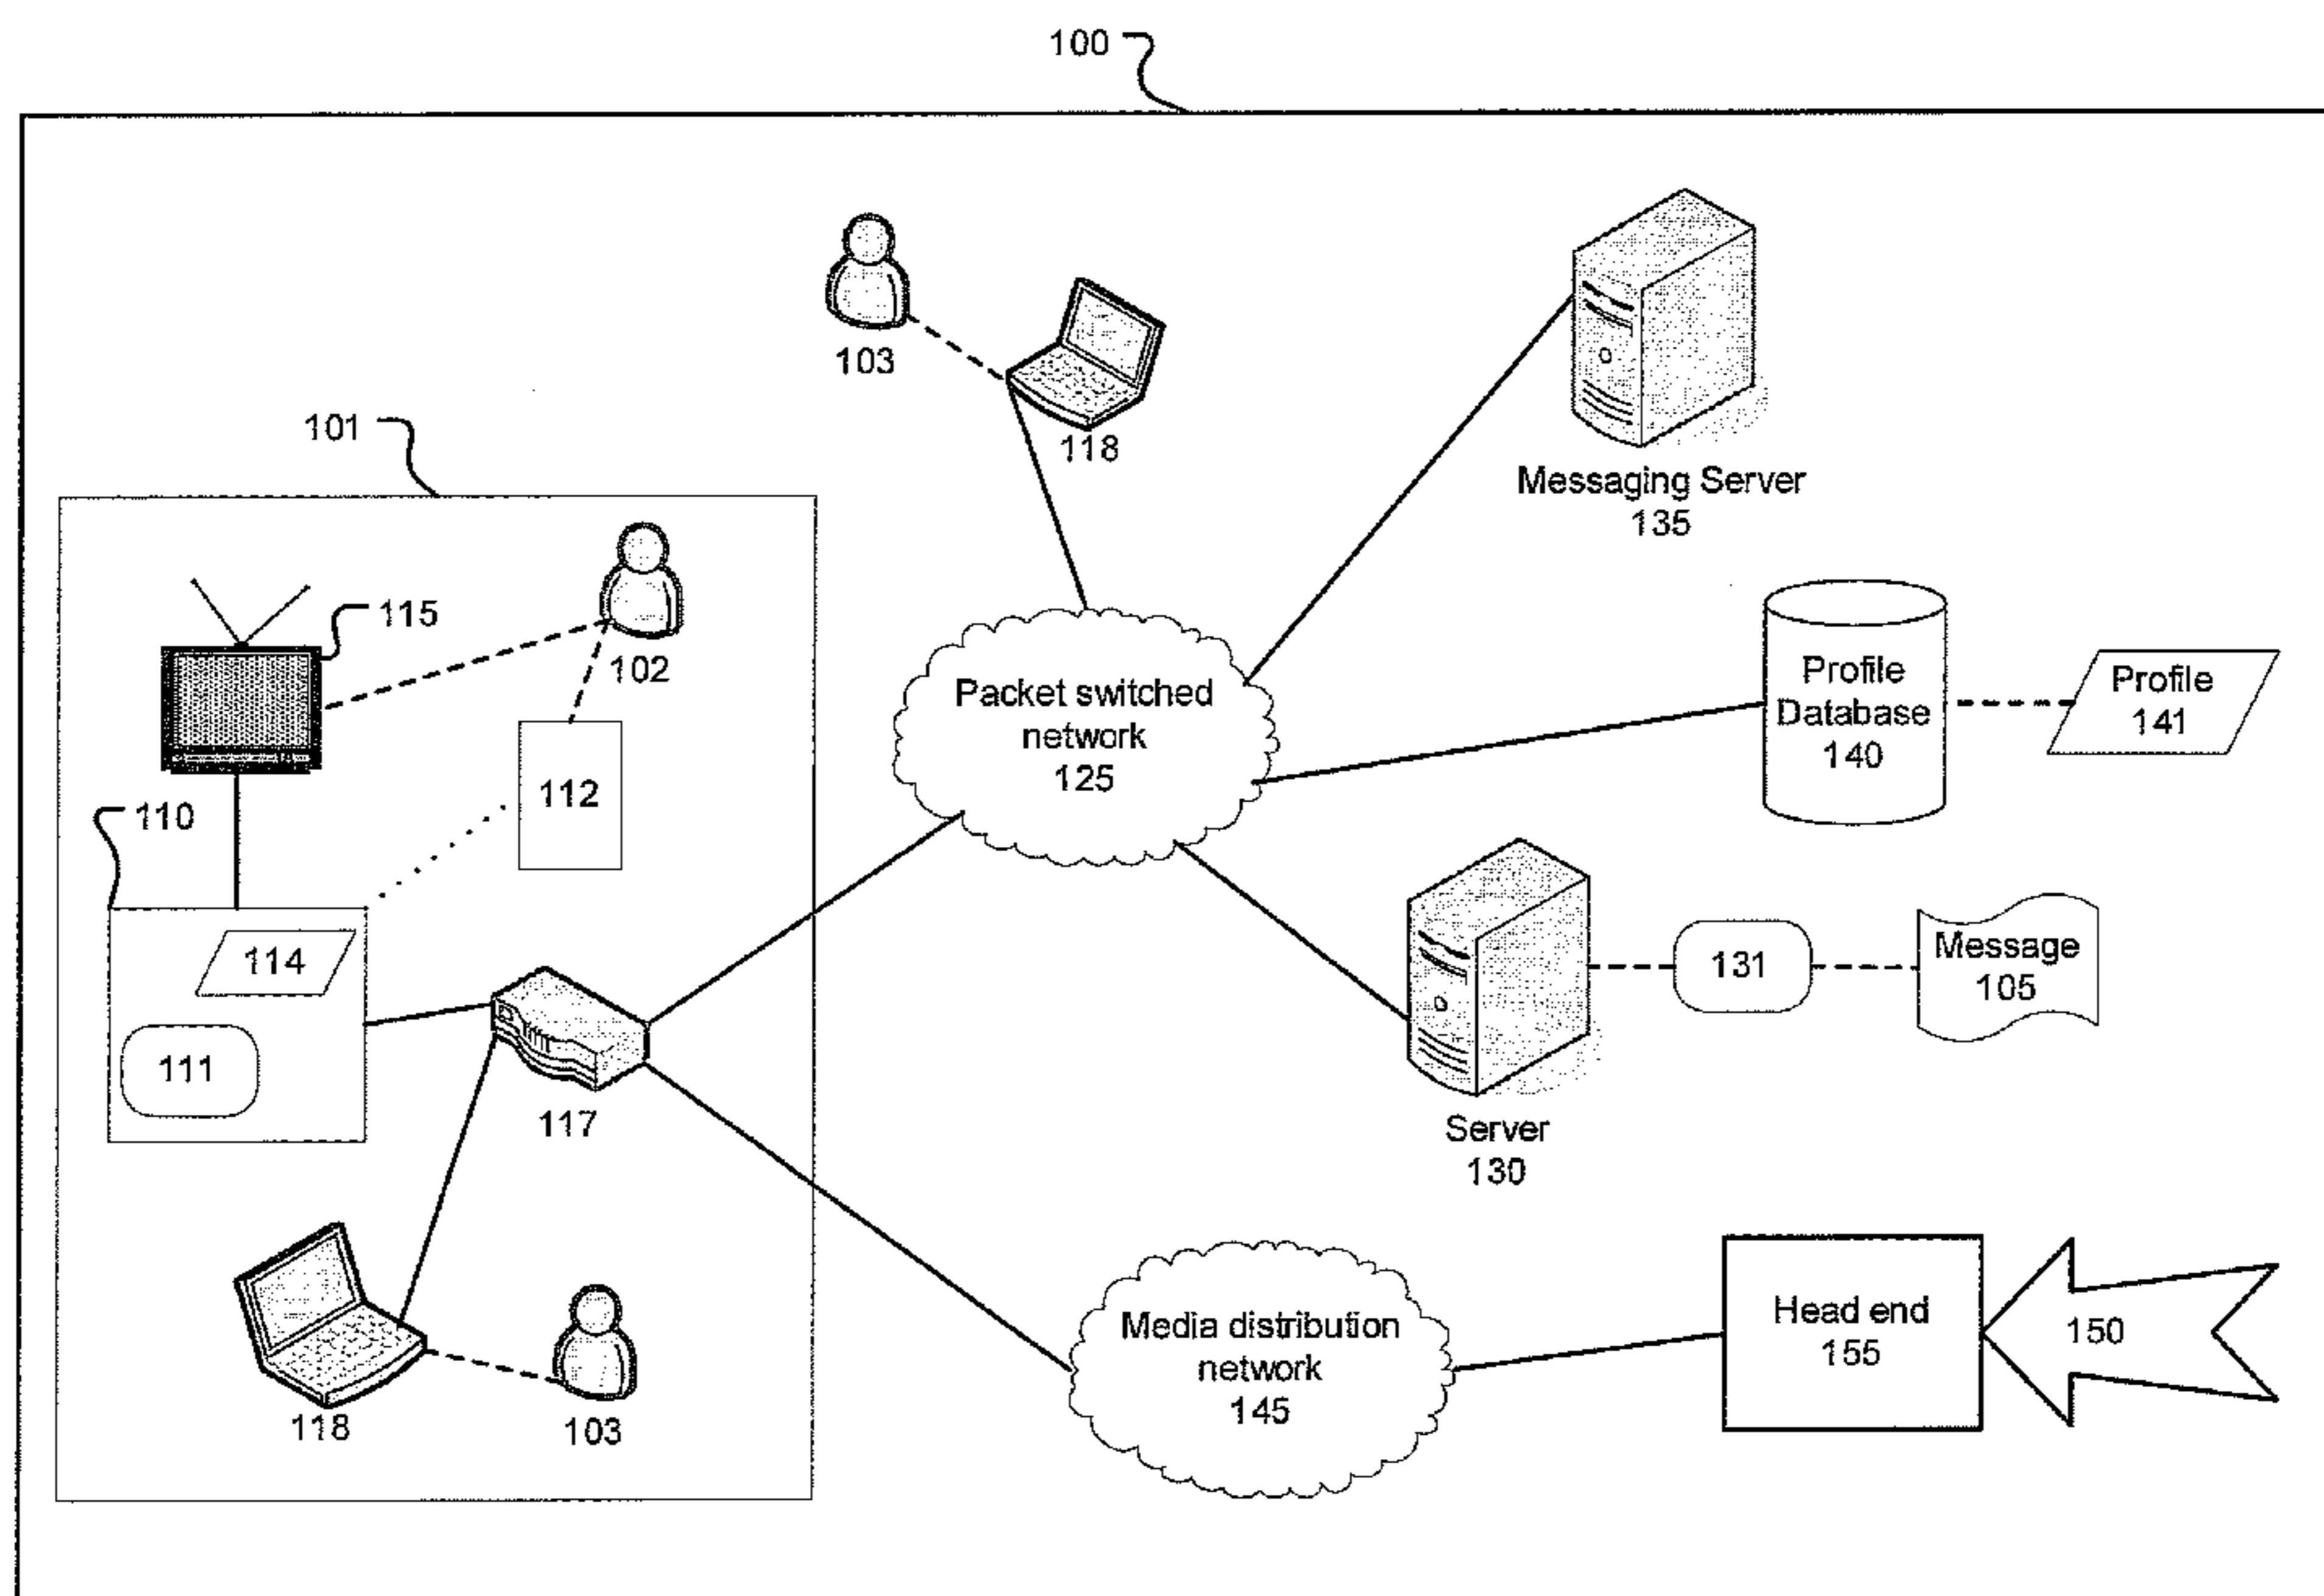 100
103
118
Messaging Server
135
101
115
102
112
110
114
111
117
118
103
Packet switched
network
125
Profile
Database
140
Profile
141
131
Message
105
Server
130
Media distribution
network
145
Head end
155
150